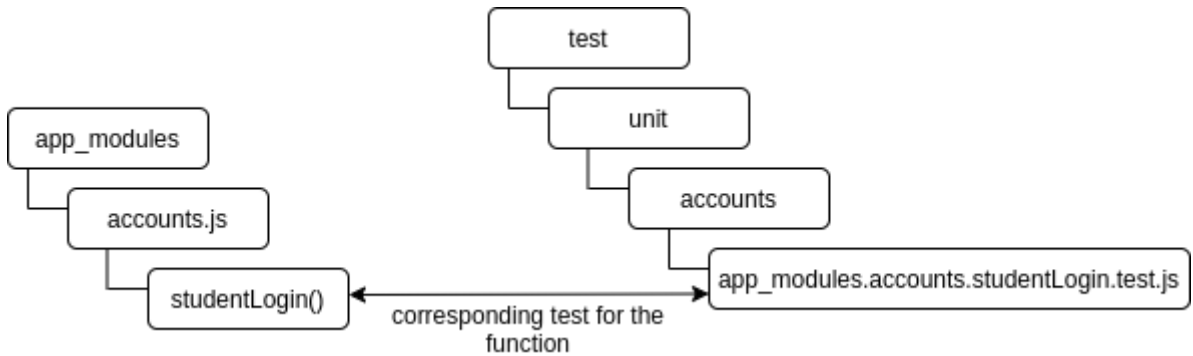 test
unit
app_modules
accounts
accounts.js
app_modules.accounts.studentLogin.test.js
studentLogin()
corresponding test for the
function